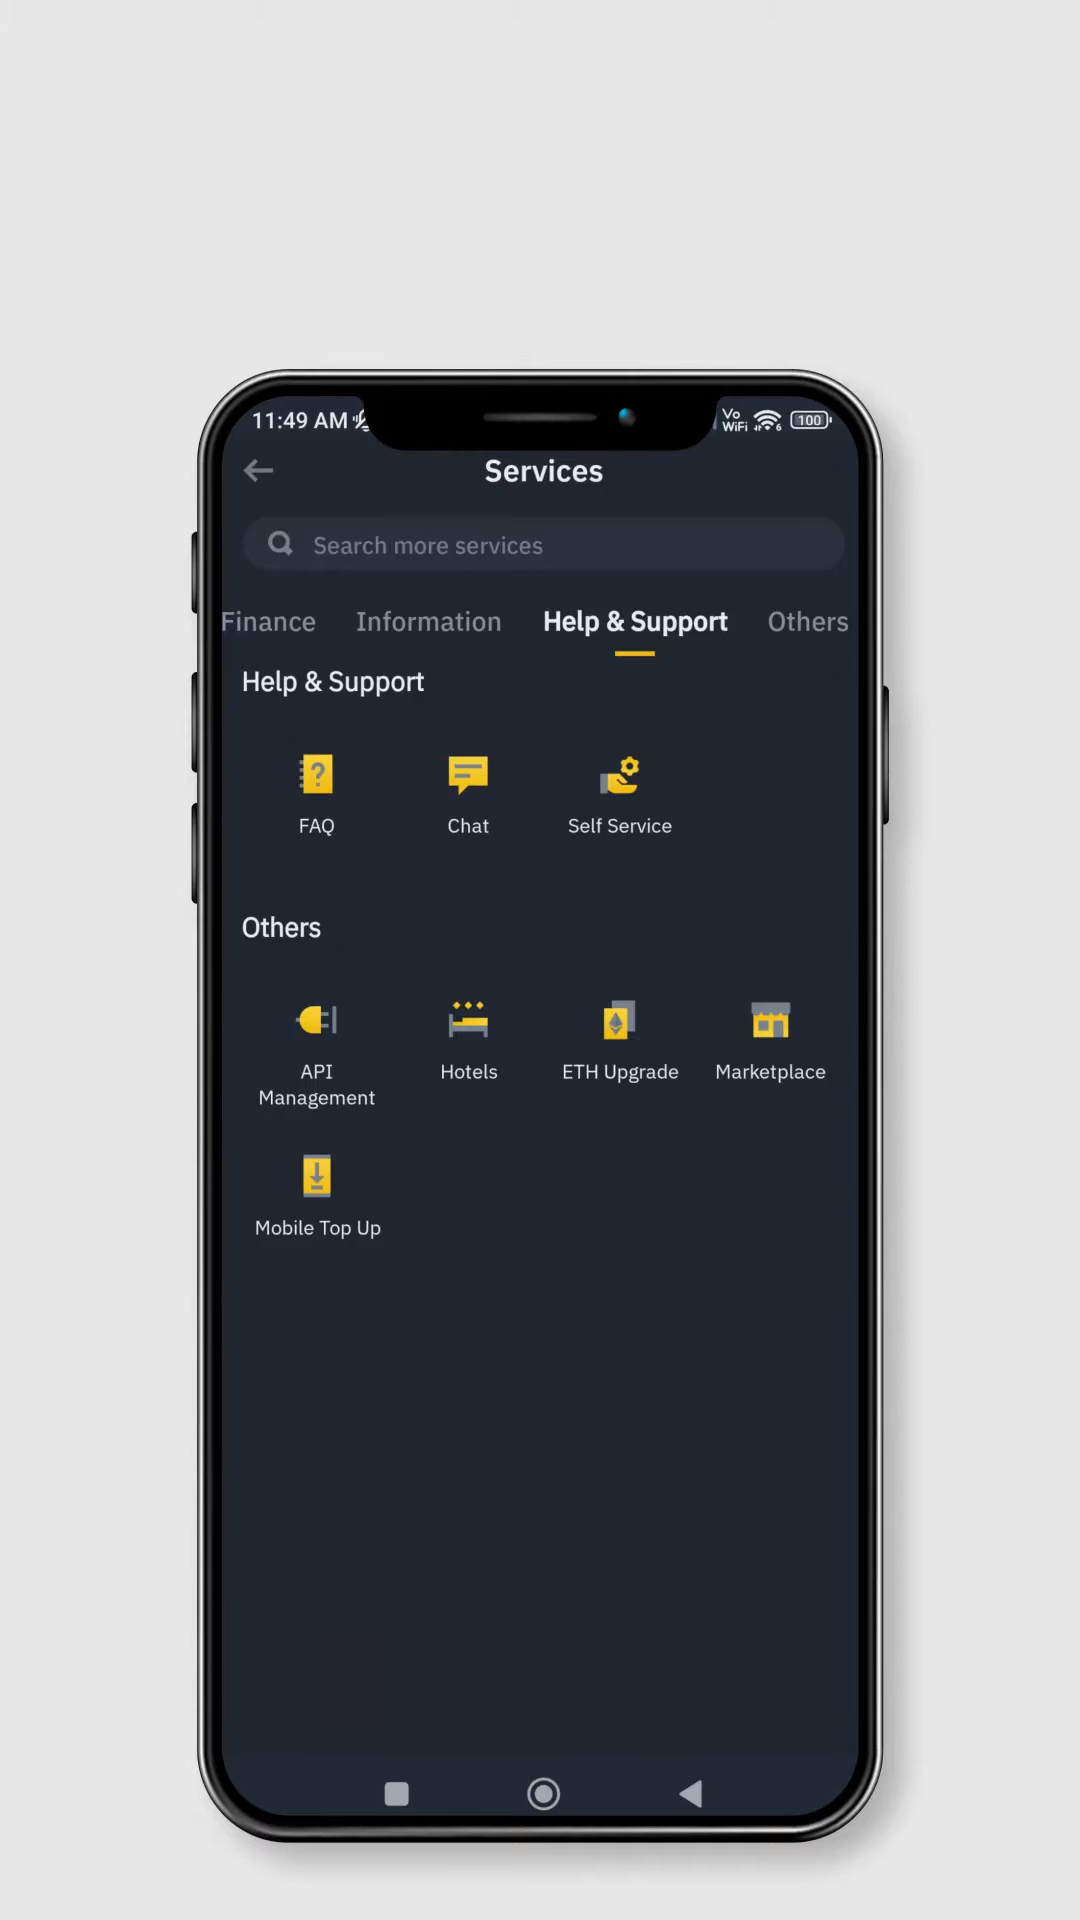 11:49 AM
Vo
WiFi
6
100
Services
Search more services
Finance Information Help & Support Others
Help & Support
?
FAQ Chat Self Service
Others
API Management Hotels ETH Upgrade Marketplace
Mobile Top Up